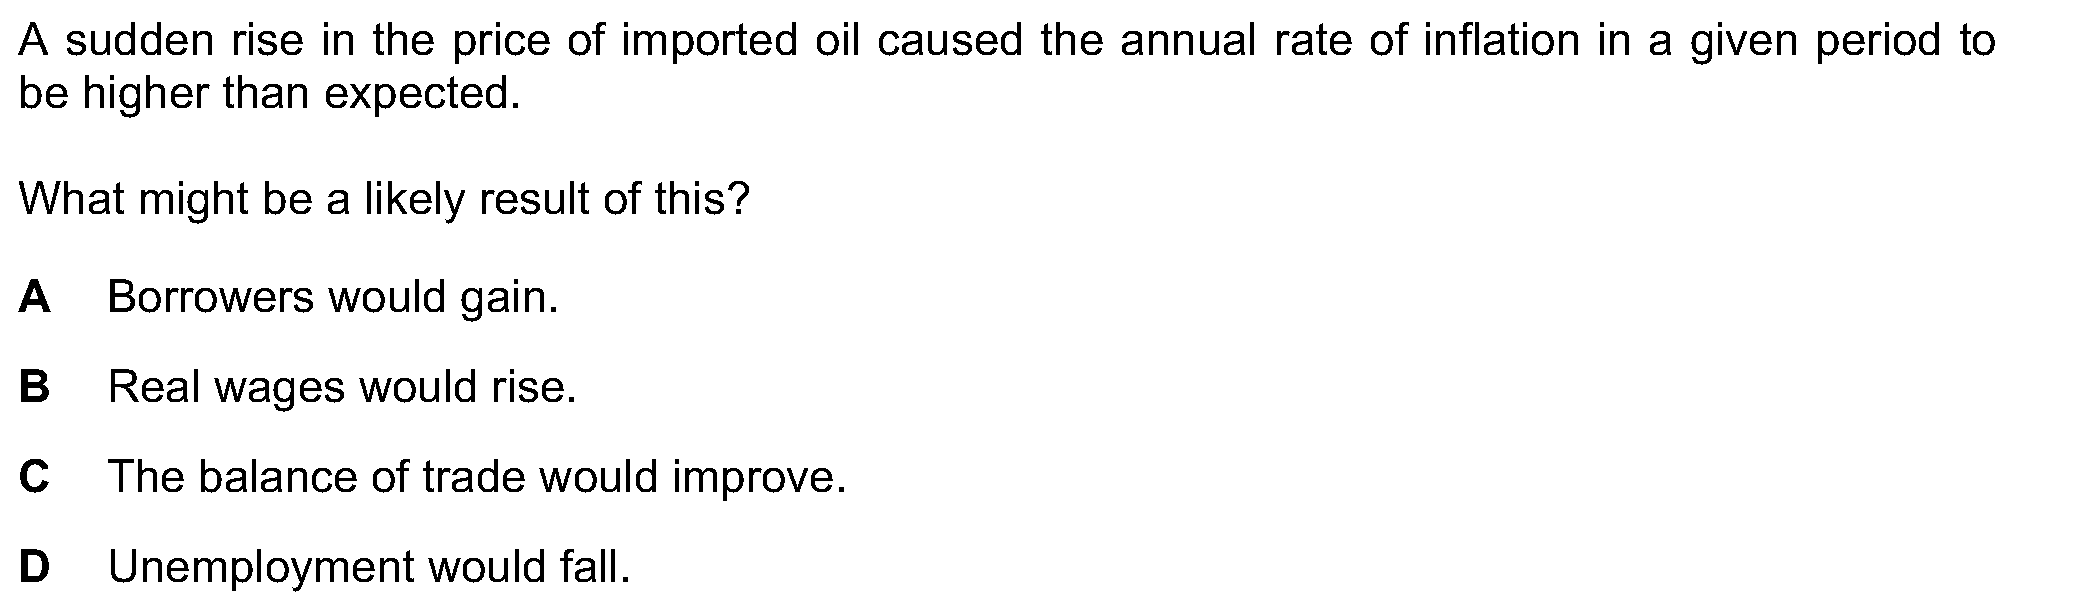 A sudden rise in the price of imported oil caused the annual rate of inflation in a given period to
be higher than expected.
What might be a likely result of this?
A Borrowers would gain.
B Real wages would rise.
C The balance of trade would improve.
D Unemployment would fall.